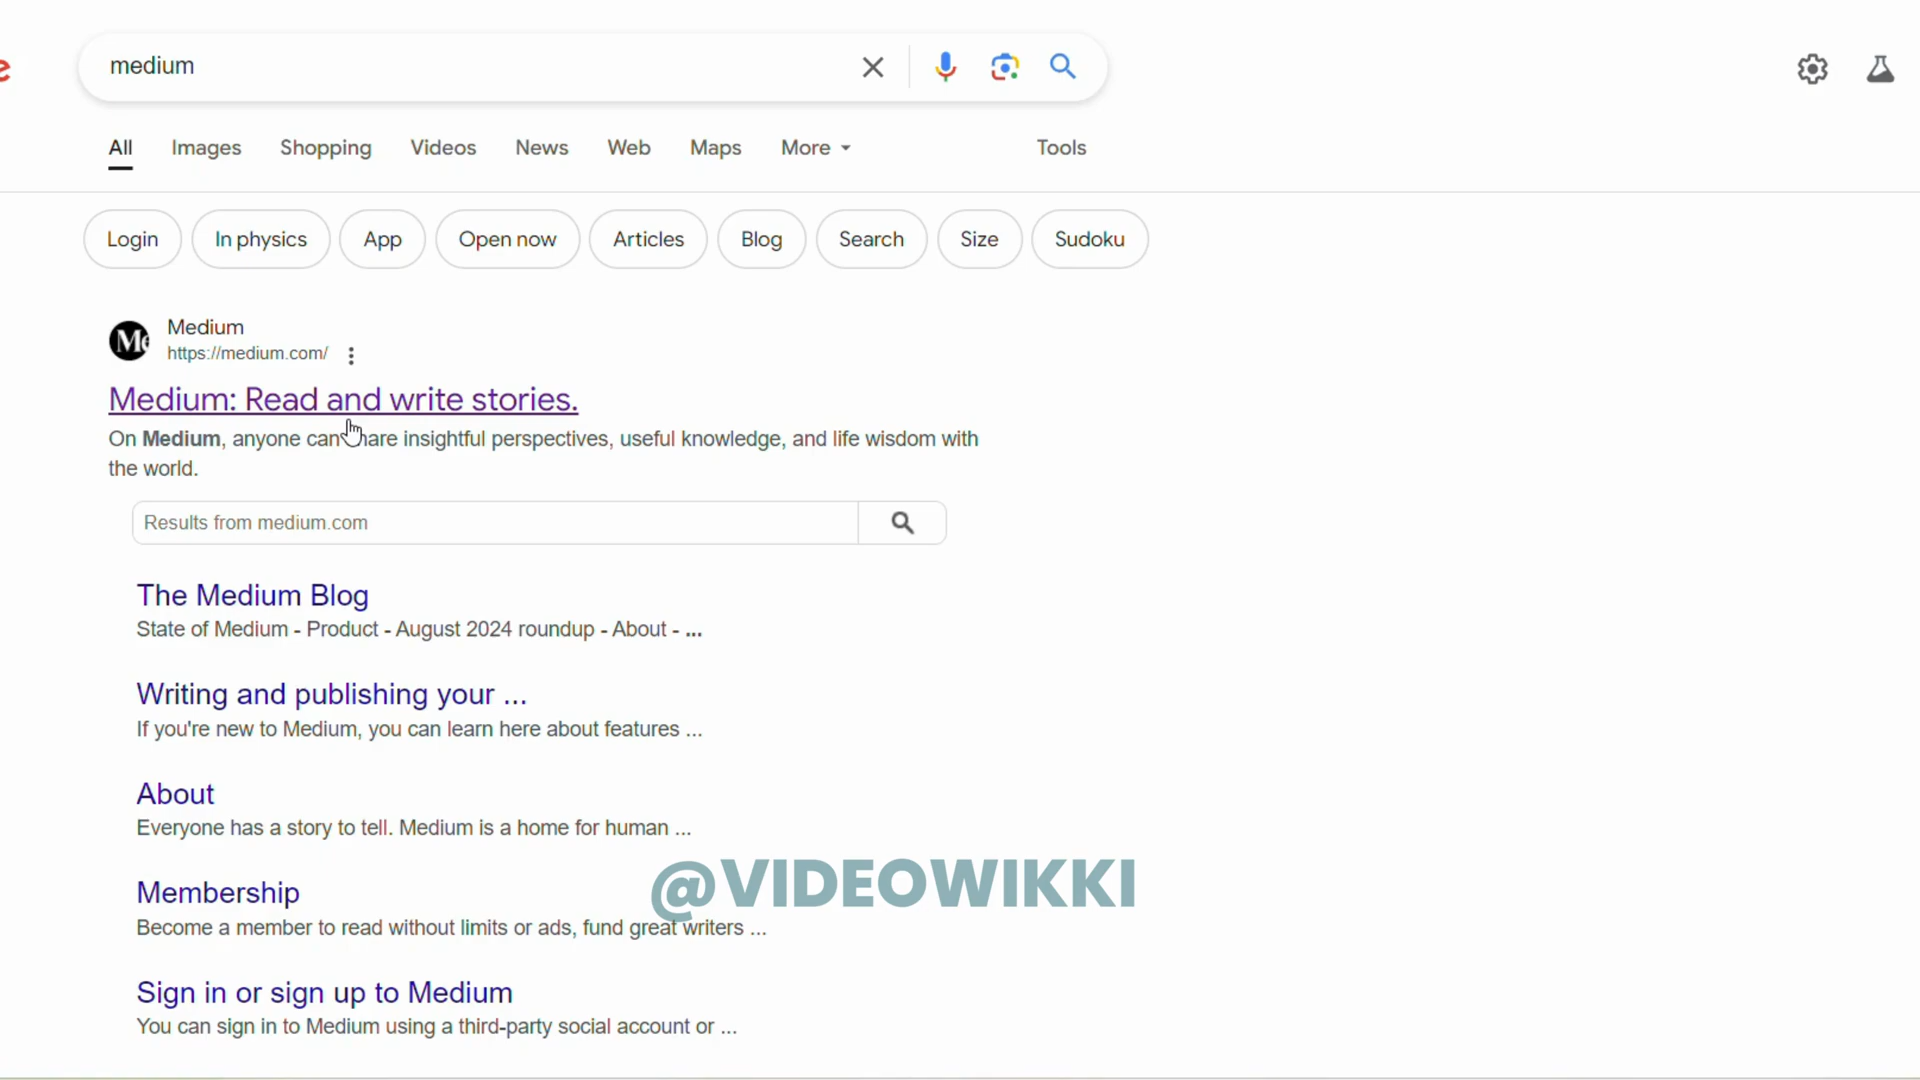 e
medium
All Images Shopping Videos News Web Maps More Tools
Login In physics App Open now Articles Blog Search Size Sudoku
Me
Medium
https://medium.com/
Medium: Read and write stories.
On Medium, anyone can hare insightful perspectives, useful knowledge, and life wisdom with
the world.
Results from medium.com
The Medium Blog
State of Medium - Product - August 2024 roundup - About - ...
Writing and publishing your ...
If you're new to Medium, you can learn here about features ...
About
Everyone has a story to tell. Medium is a home for human ...
@VIDEOWIKKI
Membership
Become a member to read without limits or ads, fund great writers ...
Sign in or sign up to Medium
You can sign in to Medium using a third-party social account or ...